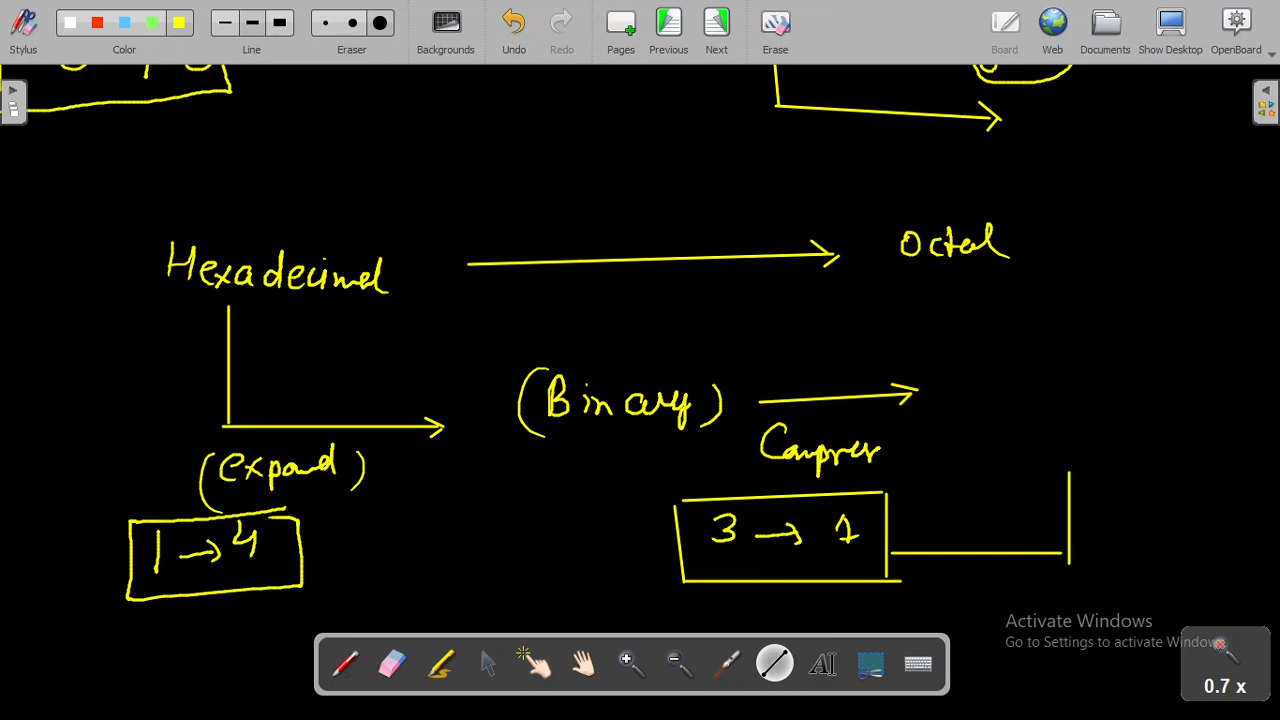 Stylus Color Line Eraser Backgrounds Undo Redo Pages Previous Next Erase Board Web Documents Show Desktop OpenBoard
Hexadecimal Octal
(Binary)
(expand)
1 → 4
3 → 1
Activate Windows
Go to Settings to activate Windows
0.7 x